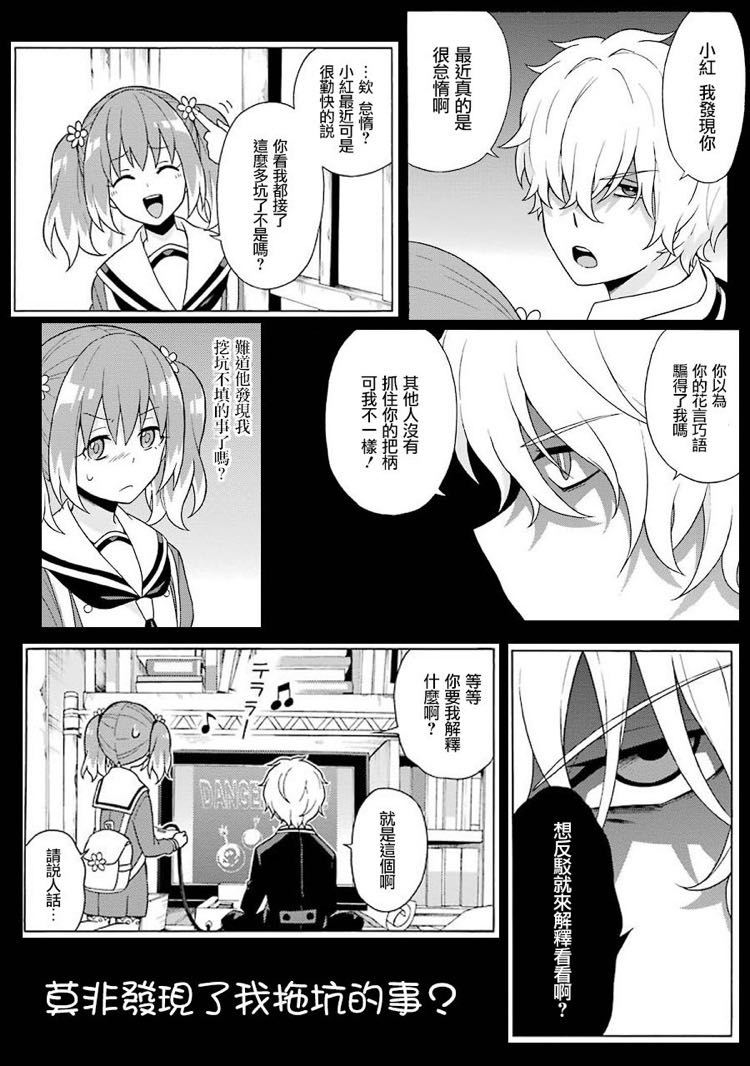 小紅 我發現你
最近真的是
很怠惰啊
…欸 怠惰?
小紅最近可是
很勤快的説
你看我都接了
這麼多坑了不是嗎?
你以為
你的花言巧語
騙得了我嗎
其他人沒有
抓住你的把柄
可我不一樣!
難道他發現我
挖坑不填的事了嗎?
想反駁就來解釋看看啊?
等等
你要我解釋
什麼啊?
テララ♪
DANGE
就是這個啊
請説人話…
莫非發現了我拖坑的事?